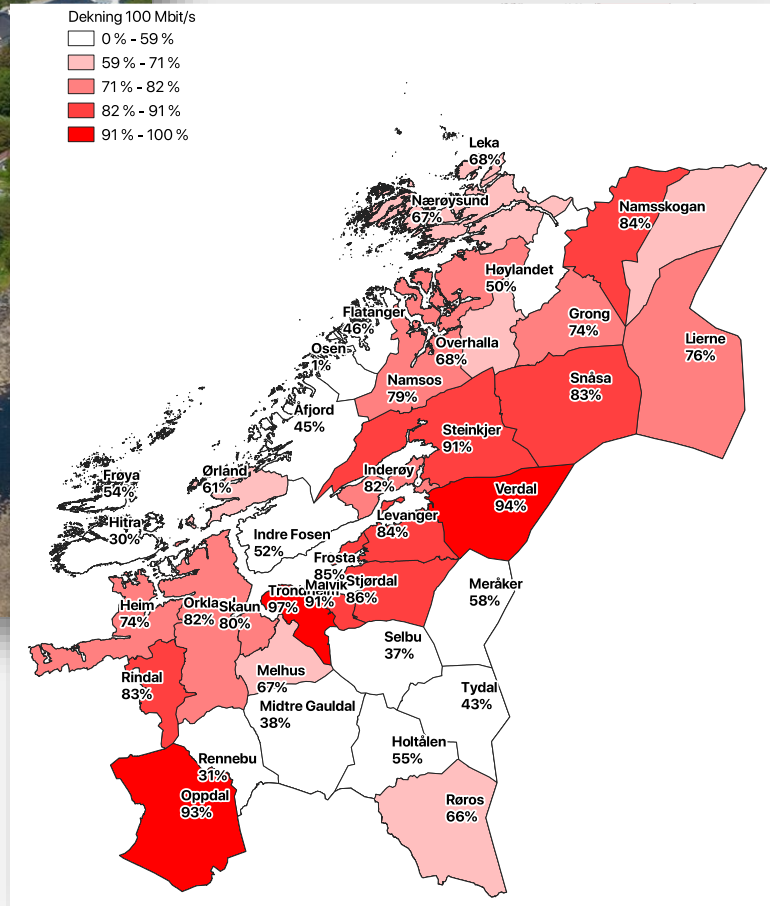 Dekning 100 Mbit/s
0 % - 59 %
59 % - 71 %
71 % - 82 %
82 % - 91 %
91 % - 100 %
Leka
68%
Nærøysund
67%
Namsskogan
84%
Høylandet
50%
Flatanger
46%
Grong
74%
Osen
1%
Overhalla
68%
Lierne
76%
Namsos
79%
Snåsa
83%
Åfjord
45%
Steinkjer
91%
Frøya
54%
Ørland
61%
Inderøy
82%
Verdal
94%
Hitra
30%
Levanger
84%
Indre Fosen
52%
Frosta
85%
Meråker
58%
Trondheim
97%
Malvik
91%
Stjørdal
86%
Heim
74%
Orkland
82%
Skaun
80%
Selbu
37%
Rindal
83%
Melhus
67%
Tydal
43%
Midtre Gauldal
38%
Holtålen
55%
Rennebu
31%
Oppdal
93%
Røros
66%